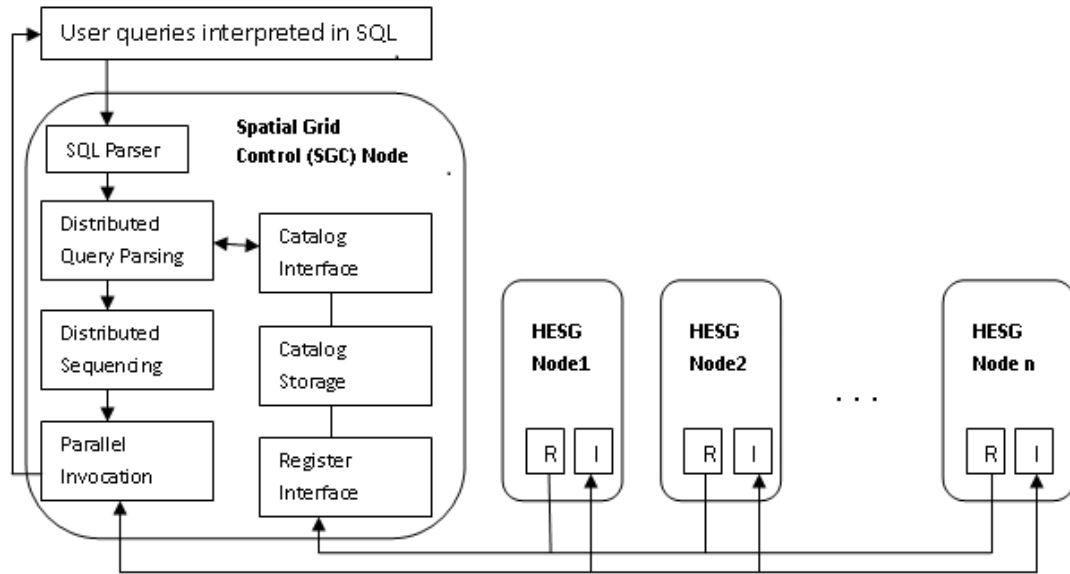 User queries interpreted in SQL
Spatial Grid
Control (SGC) Node
SQL Parser
Distributed
Query Parsing
Catalog
Interface
Distributed
Sequencing
Catalog
Storage
Parallel
Invocation
Register
Interface
HESG
Node1
R I
HESG
Node2
R I
. . .
HESG
Node n
R I